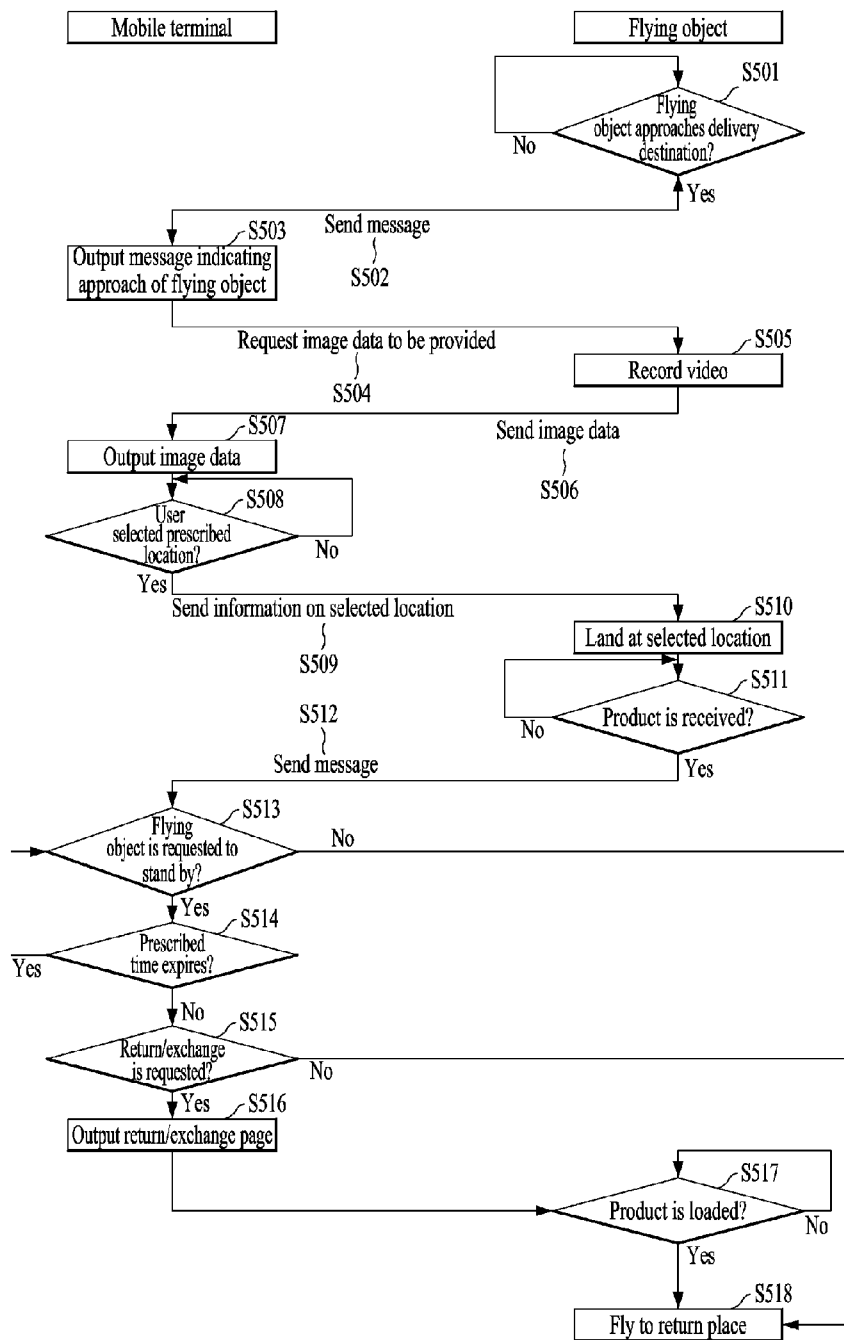 Mobile terminal
Flying object
S501
Flying
object approaches delivery
destination?
No
Yes
Send message
S502
S503
Output message indicating
approach of flying object
Request image data to be provided
S504
S505
Record video
Send image data
S506
S507
Output image data
S508
User
selected prescribed
location?
No
Yes
Send information on selected location
S509
S510
Land at selected location
S511
Product is received?
No
Yes
S512
Send message
S513
Flying
object is requested to
stand by?
No
Yes
S514
Prescribed
time expires?
Yes
No
S515
Return/exchange
is requested?
No
Yes
S516
Output return/exchange page
S517
Product is loaded?
No
Yes
S518
Fly to return place